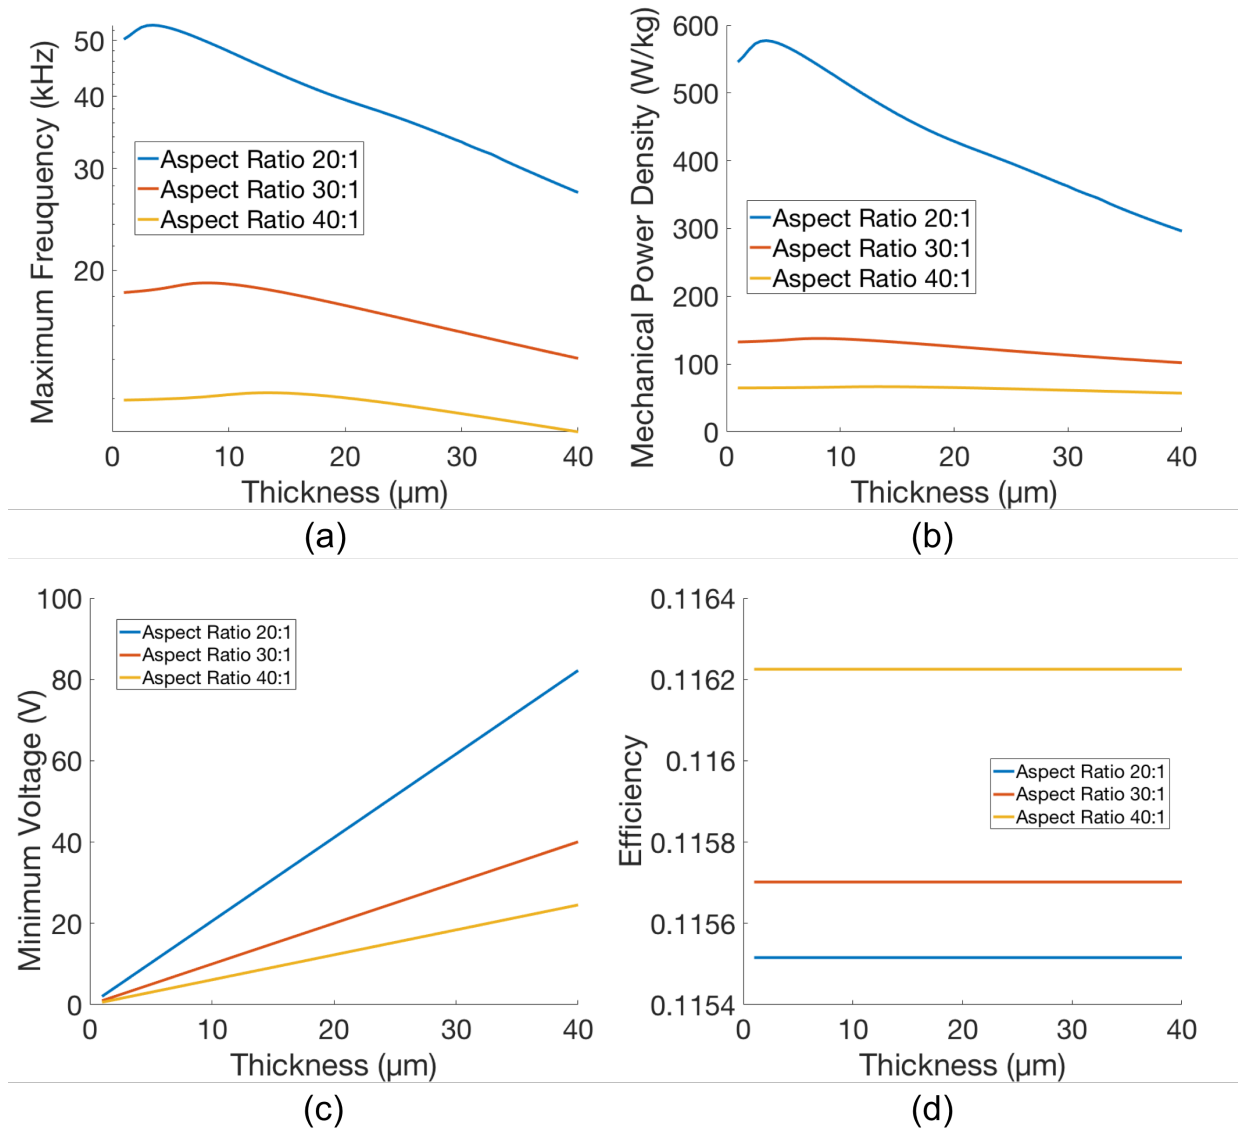 Maximum Freuquency (kHz)
50
40
30
20
Aspect Ratio 20:1
Aspect Ratio 30:1
Aspect Ratio 40:1
0
10
20
30
40
Thickness (μm)
(a)
Mechanical Power Density (W/kg)
600
500
400
300
200
100
0
Aspect Ratio 20:1
Aspect Ratio 30:1
Aspect Ratio 40:1
0
10
20
30
40
Thickness (μm)
(b)
Minimum Voltage (V)
100
80
60
40
20
0
Aspect Ratio 20:1
Aspect Ratio 30:1
Aspect Ratio 40:1
0
10
20
30
40
Thickness (μm)
(c)
Efficiency
0.1164
0.1162
0.116
0.1158
0.1156
0.1154
Aspect Ratio 20:1
Aspect Ratio 30:1
Aspect Ratio 40:1
0
10
20
30
40
Thickness (μm)
(d)